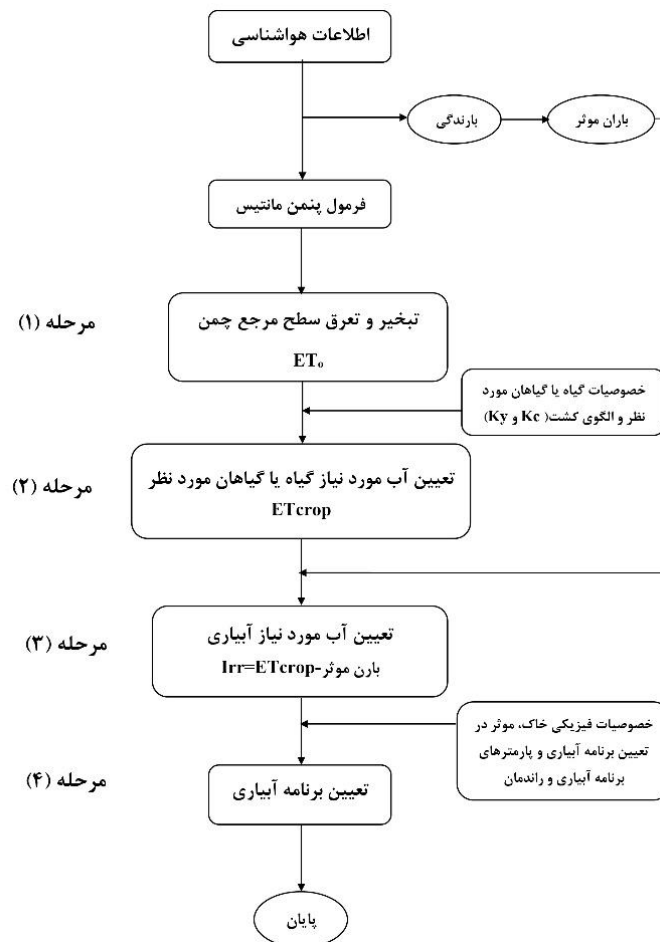 اطلاعات هواشناسی
بارندگی
باران موثر
فرمول پنمن مانتیس
مرحله (۱)
تبخیر و تعرق سطح مرجع چمن
ETₒ
خصوصیات گیاه یا گیاهان مورد
نظر و الگوی کشت( Kc و Ky)
مرحله (۲)
تعیین آب مورد نیاز گیاه یا گیاهان مورد نظر
ETcrop
مرحله (۳)
تعیین آب مورد نیاز آبیاری
بارن موثر-Irr=ETcrop
خصوصیات فیزیکی خاک، موثر در
تعیین برنامه آبیاری و پارمترهای
برنامه آبیاری و راندمان
مرحله (۴)
تعیین برنامه آبیاری
پایان